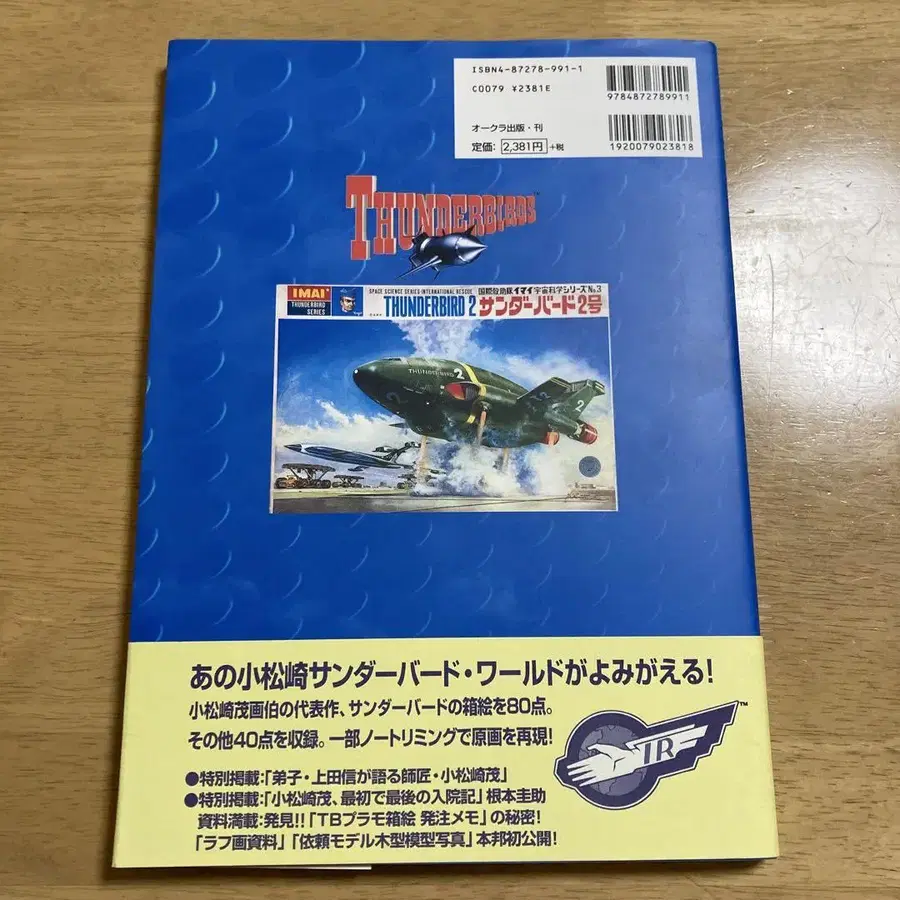 ISBN4-87278-991-1
C0079 ¥2381E
9784872789911
オークラ出版・刊
定価: 2,381円 +税
1920079023818
THUNDERBIRDS™
IMAI
THUNDERBIRD
SERIES
SPACE SCIENCE SERIES・INTERNATIONAL RESCUE
国際救助隊 イマイ宇宙科学シリーズ No.3
THUNDERBIRD 2 サンダーバード2号
THUNDERBIRD 2
2
2
2
あの小松崎サンダーバード・ワールドがよみがえる!
小松崎茂画伯の代表作、サンダーバードの箱絵を80点。
その他40点を収録。一部ノートリミングで原画を再現!
●特別掲載:「弟子・上田信が語る師匠・小松崎茂」
●特別掲載:「小松崎茂、最初で最後の入院記」根本圭助
資料満載:発見!!「TBプラモ箱絵 発注メモ」の秘密!
「ラフ画資料」「依頼モデル木型模型写真」本邦初公開!
IR
™